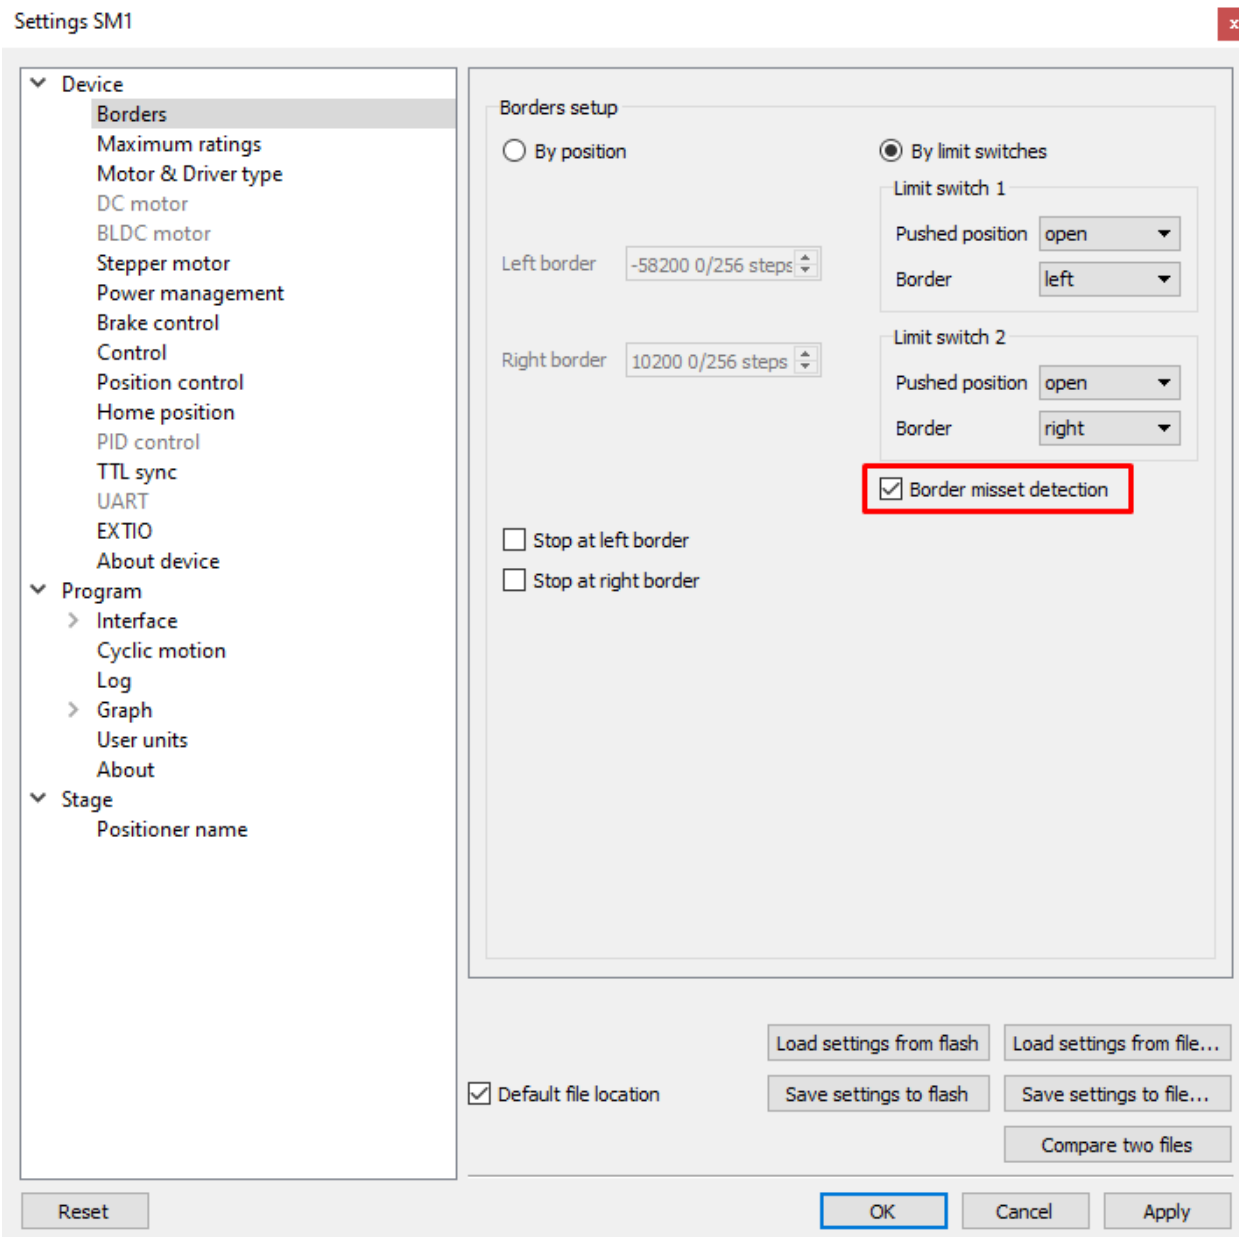 Settings SM1
x
Device
Borders
Maximum ratings
Motor & Driver type
DC motor
BLDC motor
Stepper motor
Power management
Brake control
Control
Position control
Home position
PID control
TTL sync
UART
EXTIO
About device
Program
Interface
Cyclic motion
Log
Graph
User units
About
Stage
Positioner name
Borders setup
By position
By limit switches
Limit switch 1
Pushed position open
Border left
Left border -58200 0/256 steps
Limit switch 2
Right border 10200 0/256 steps
Pushed position open
Border right
Border misset detection
Stop at left border
Stop at right border
Load settings from flash
Load settings from file...
Default file location
Save settings to flash
Save settings to file...
Compare two files
Reset
OK
Cancel
Apply